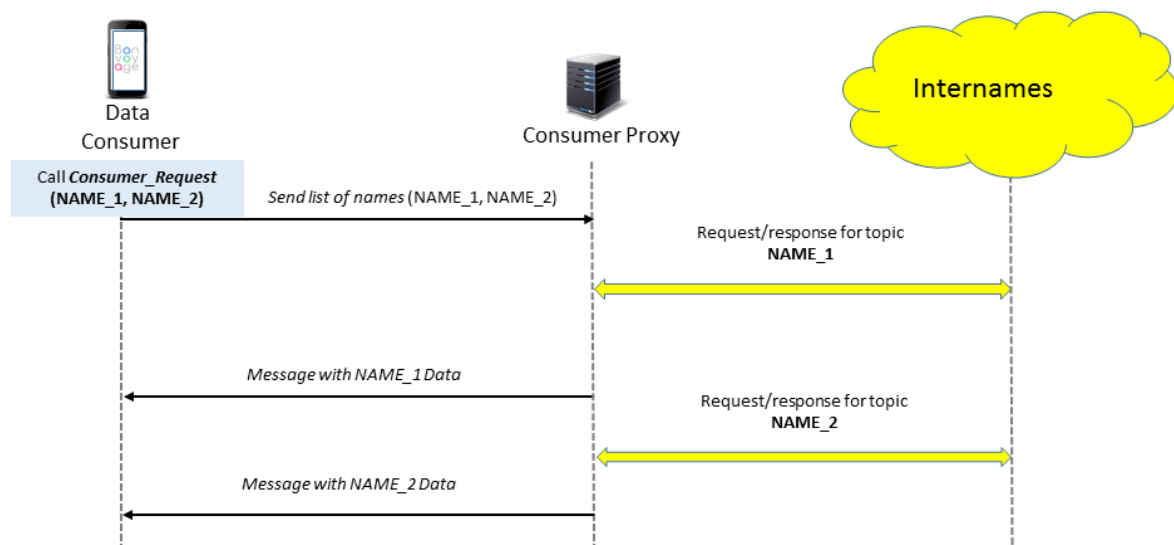 B o n
v o y
a g e
Internames
Data
Consumer
Consumer Proxy
Call Consumer_Request
(NAME_1, NAME_2)
Send list of names (NAME_1, NAME_2)
Request/response for topic
NAME_1
Message with NAME_1 Data
Request/response for topic
NAME_2
Message with NAME_2 Data